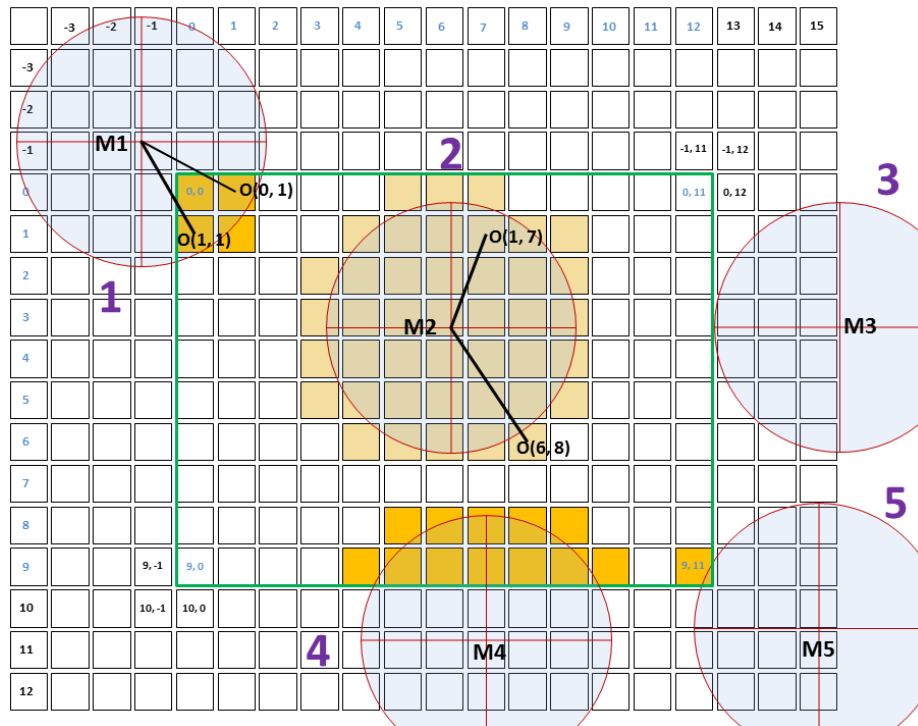 -3 -2 -1 0 1 2 3 4 5 6 7 8 9 10 11 12 13 14 15
-3
-2
M1
-1
2
-1, 11 -1, 12
3
0
0, 0
O(0, 1)
0, 11
0, 12
1
O(1, 1)
O(1, 7)
2
1
3
M2
M3
4
5
6
O(6, 8)
7
5
8
9
9, -1
9, 0
9, 11
10
10, -1
10, 0
11
4
M4
M5
12